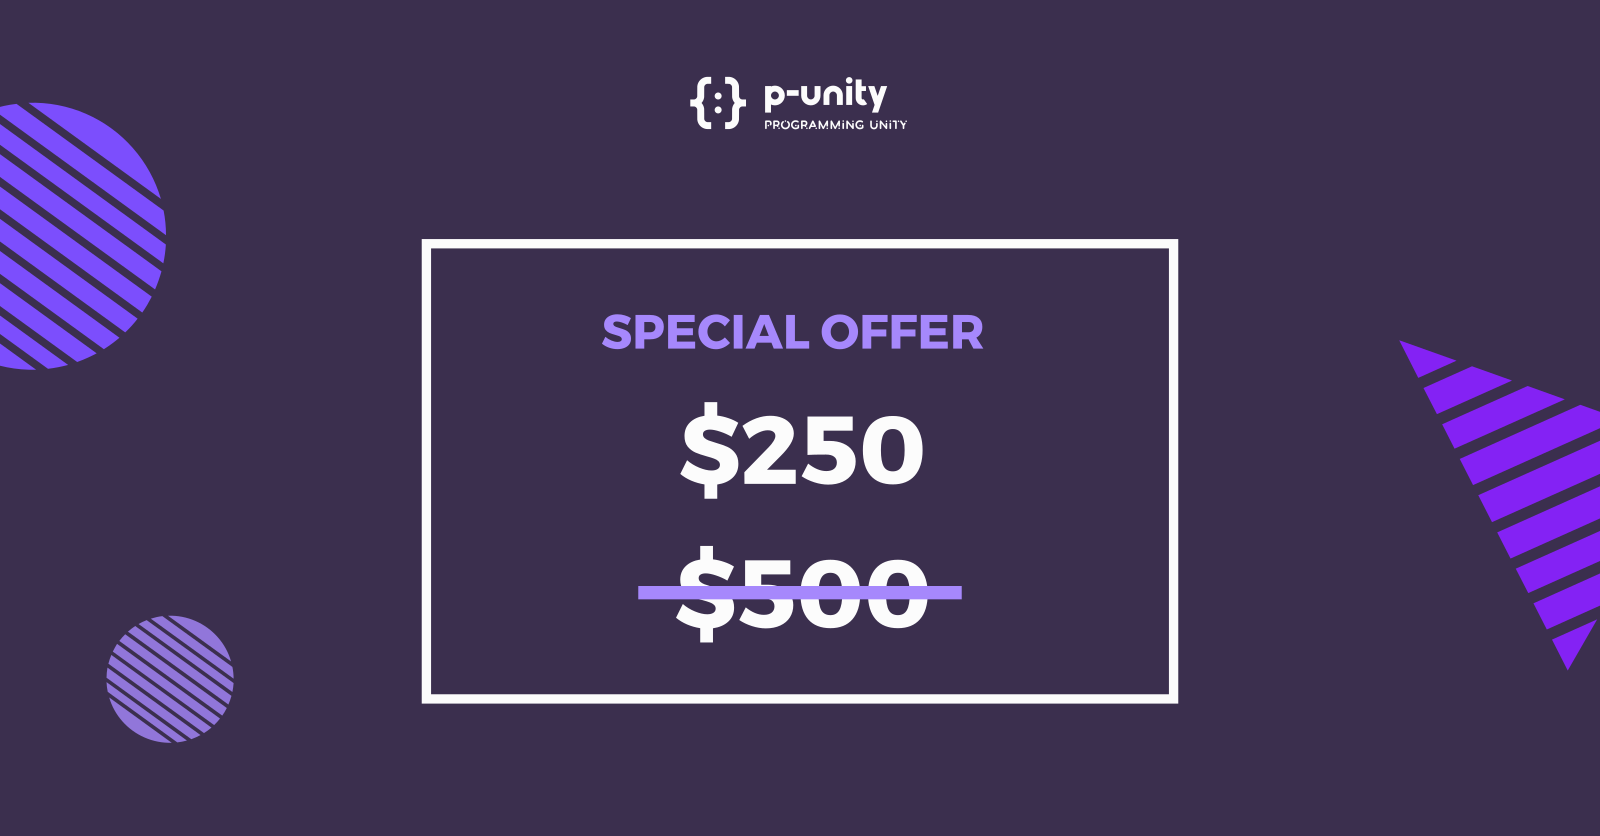 {:} p-unity
PROGRAMMiNG UNiTY
SPECIAL OFFER
$250
$500